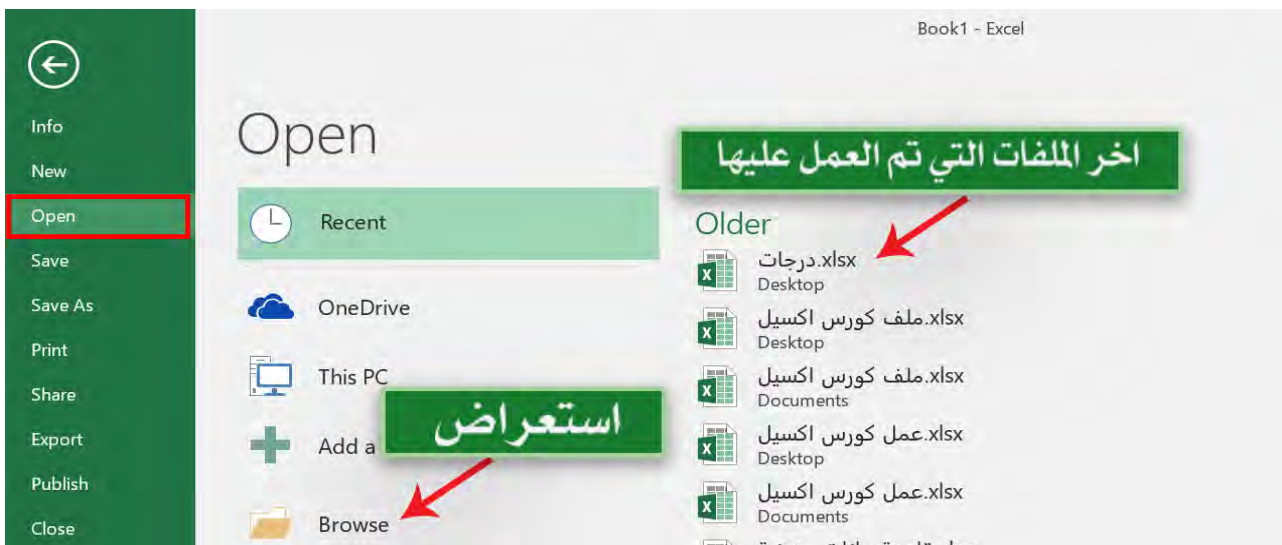 Book1 - Excel
Info
New
Open
Save
Save As
Print
Share
Export
Publish
Close
Open
Recent
OneDrive
This PC
Add a
Browse
استعراض
اخر الملفات التي تم العمل عليها
Older
درجات.xlsx
Desktop
ملف كورس اكسيل.xlsx
Desktop
ملف كورس اكسيل.xlsx
Documents
عمل كورس اكسيل.xlsx
Desktop
عمل كورس اكسيل.xlsx
Documents